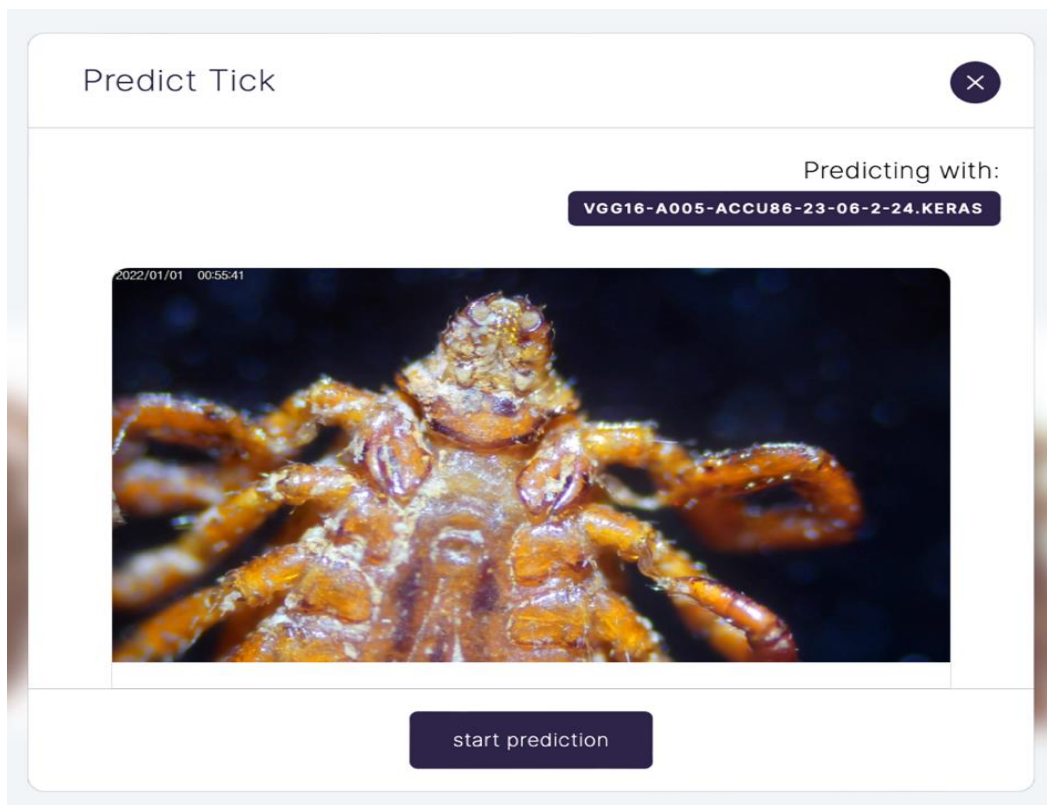 Predict Tick
Predicting with:
VGG16-A005-ACCU86-23-06-2-24.KERAS
2022/01/01 00:55:41
start prediction